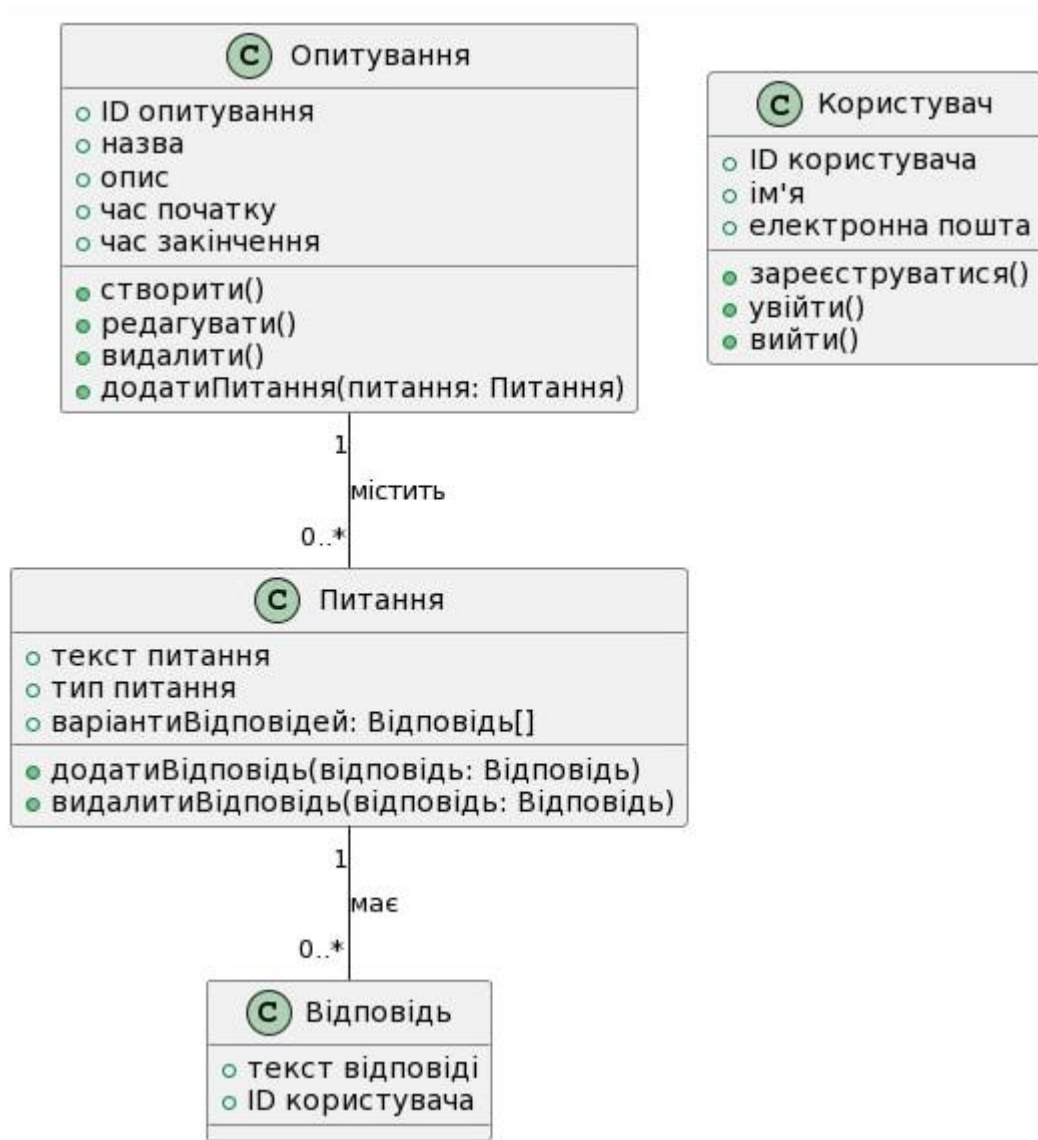 C Опитування
ID опитування
назва
опис
час початку
час закінчення
створити()
редагувати()
видалити()
додатиПитання(питання: Питання)
C Користувач
ID користувача
ім'я
електронна пошта
зареєструватися()
увійти()
вийти()
1
містить
0..*
C Питання
текст питання
тип питання
варіантиВідповідей: Відповідь[]
додатиВідповідь(відповідь: Відповідь)
видалитиВідповідь(відповідь: Відповідь)
1
має
0..*
C Відповідь
текст відповіді
ID користувача